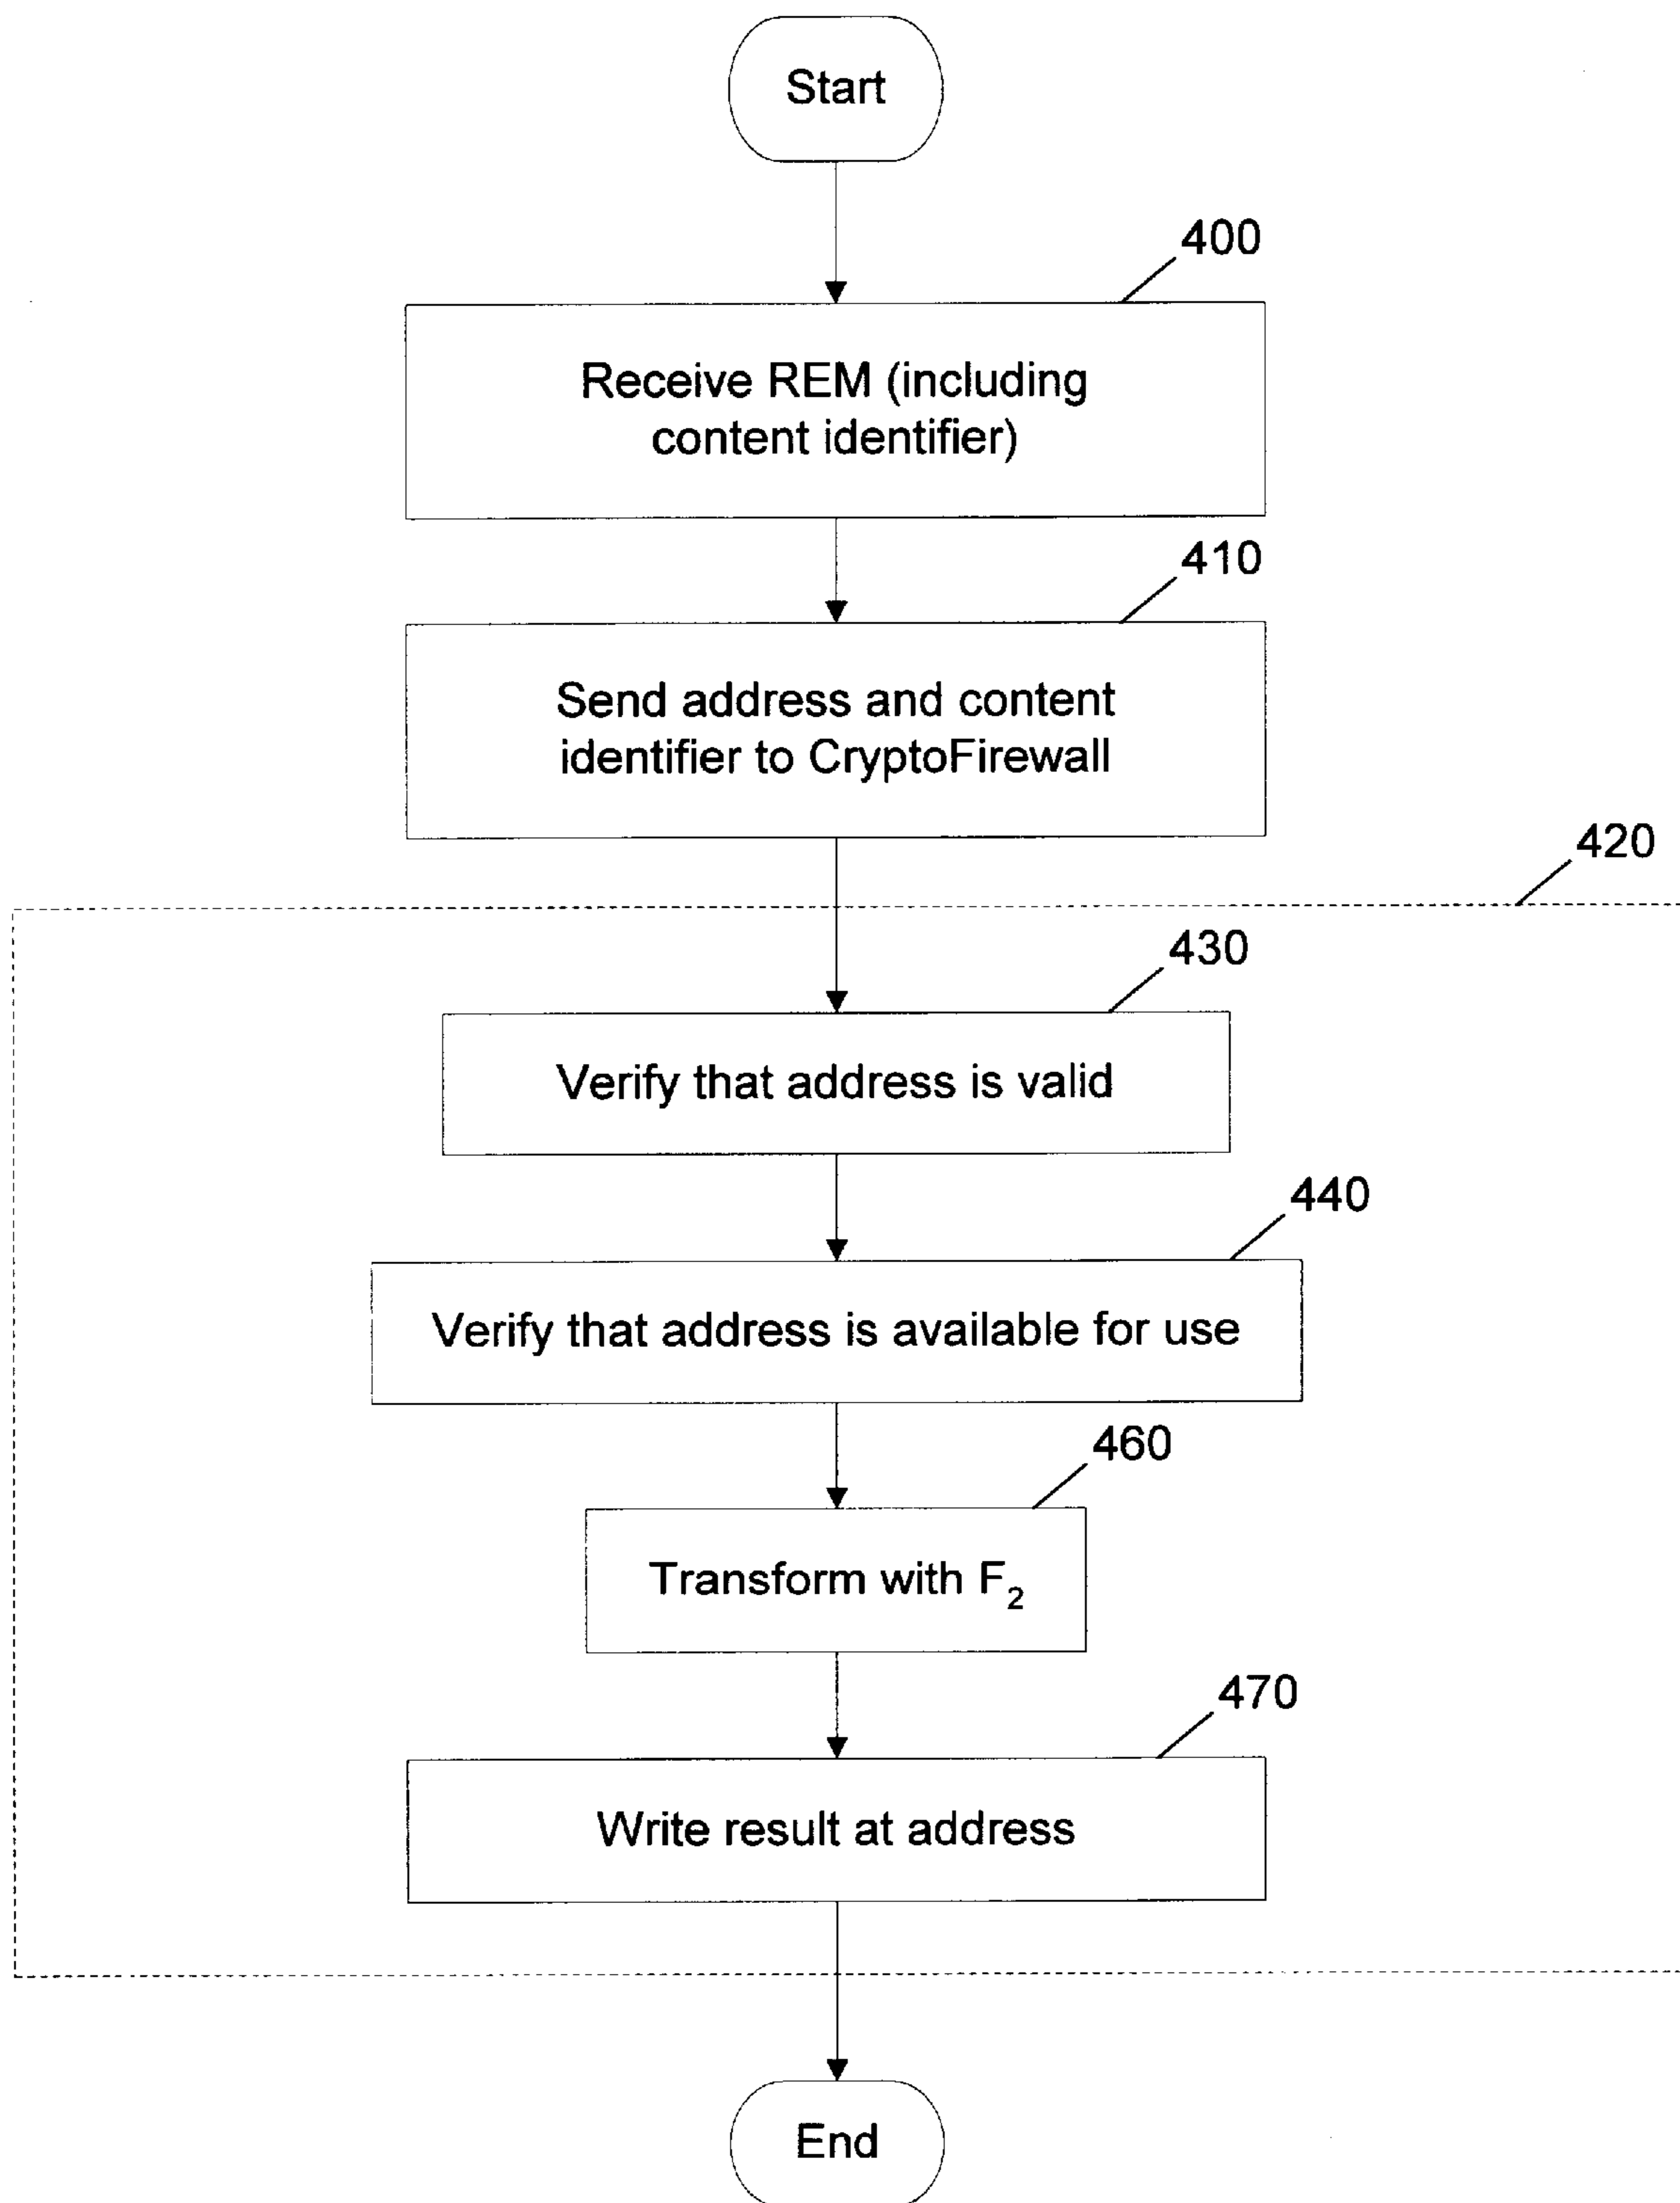 Start
400
Receive REM (including
content identifier)
410
Send address and content
identifier to CryptoFirewall
420
430
Verify that address is valid
440
Verify that address is available for use
460
Transform with F₂
470
Write result at address
End